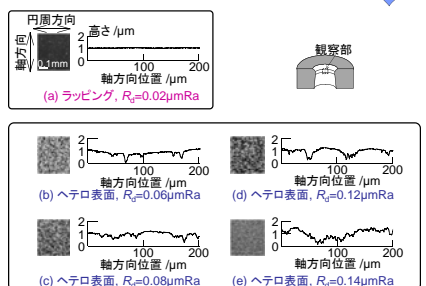 円周方向
軸方向
0.1mm
高さ/μm
2
1
0
100
200
軸方向位置 /μm
(a) ラッピング, Rd=0.02μmRa
観察部
2
1
0
100
200
軸方向位置 /μm
(b) ヘテロ表面, Rd=0.06μmRa
2
1
0
100
200
軸方向位置 /μm
(d) ヘテロ表面, Rd=0.12μmRa
2
1
0
100
200
軸方向位置 /μm
(c) ヘテロ表面, Rd=0.08μmRa
2
1
0
100
200
軸方向位置 /μm
(e) ヘテロ表面, Rd=0.14μmRa